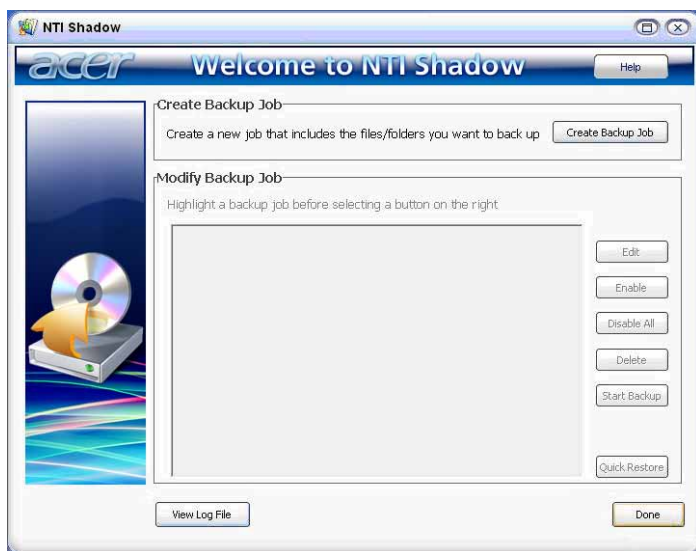 NTI Shadow
acer Welcome to NTI Shadow Help
Create Backup Job
Create a new job that includes the files/folders you want to back up Create Backup Job
Modify Backup Job
Highlight a backup job before selecting a button on the right
Edit
Enable
Disable All
Delete
Start Backup
Quick Restore
View Log File Done